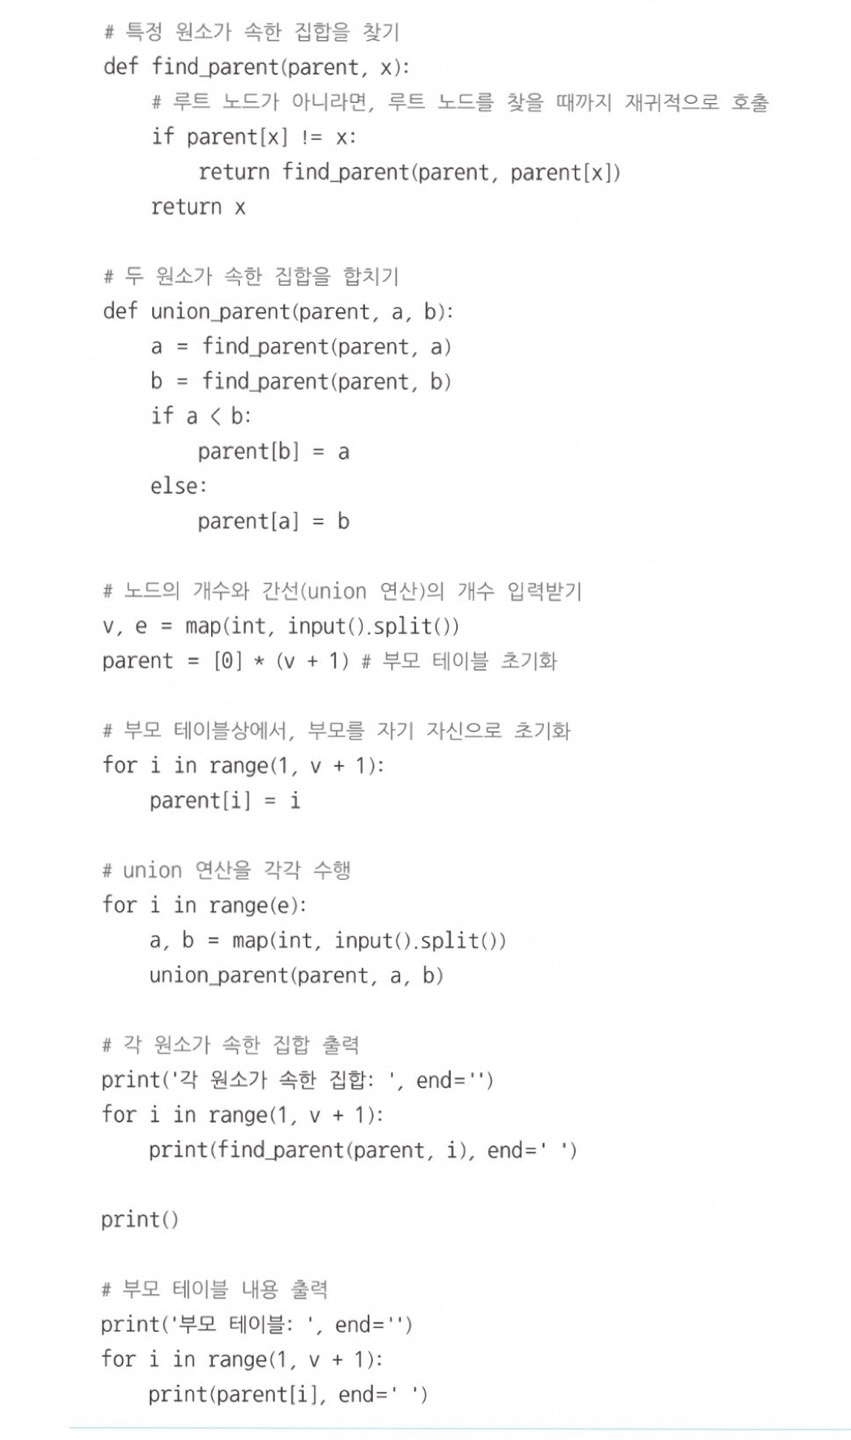 # 특정 원소가 속한 집합을 찾기
def find_parent(parent, x):
    # 루트 노드가 아니라면, 루트 노드를 찾을 때까지 재귀적으로 호출
    if parent[x] != x:
        return find_parent(parent, parent[x])
    return x

# 두 원소가 속한 집합을 합치기
def union_parent(parent, a, b):
    a = find_parent(parent, a)
    b = find_parent(parent, b)
    if a < b:
        parent[b] = a
    else:
        parent[a] = b

# 노드의 개수와 간선(union 연산)의 개수 입력받기
v, e = map(int, input().split())
parent = [0] * (v + 1) # 부모 테이블 초기화

# 부모 테이블상에서, 부모를 자기 자신으로 초기화
for i in range(1, v + 1):
    parent[i] = i

# union 연산을 각각 수행
for i in range(e):
    a, b = map(int, input().split())
    union_parent(parent, a, b)

# 각 원소가 속한 집합 출력
print('각 원소가 속한 집합: ', end='')
for i in range(1, v + 1):
    print(find_parent(parent, i), end=' ')

print()

# 부모 테이블 내용 출력
print('부모 테이블: ', end='')
for i in range(1, v + 1):
    print(parent[i], end=' ')